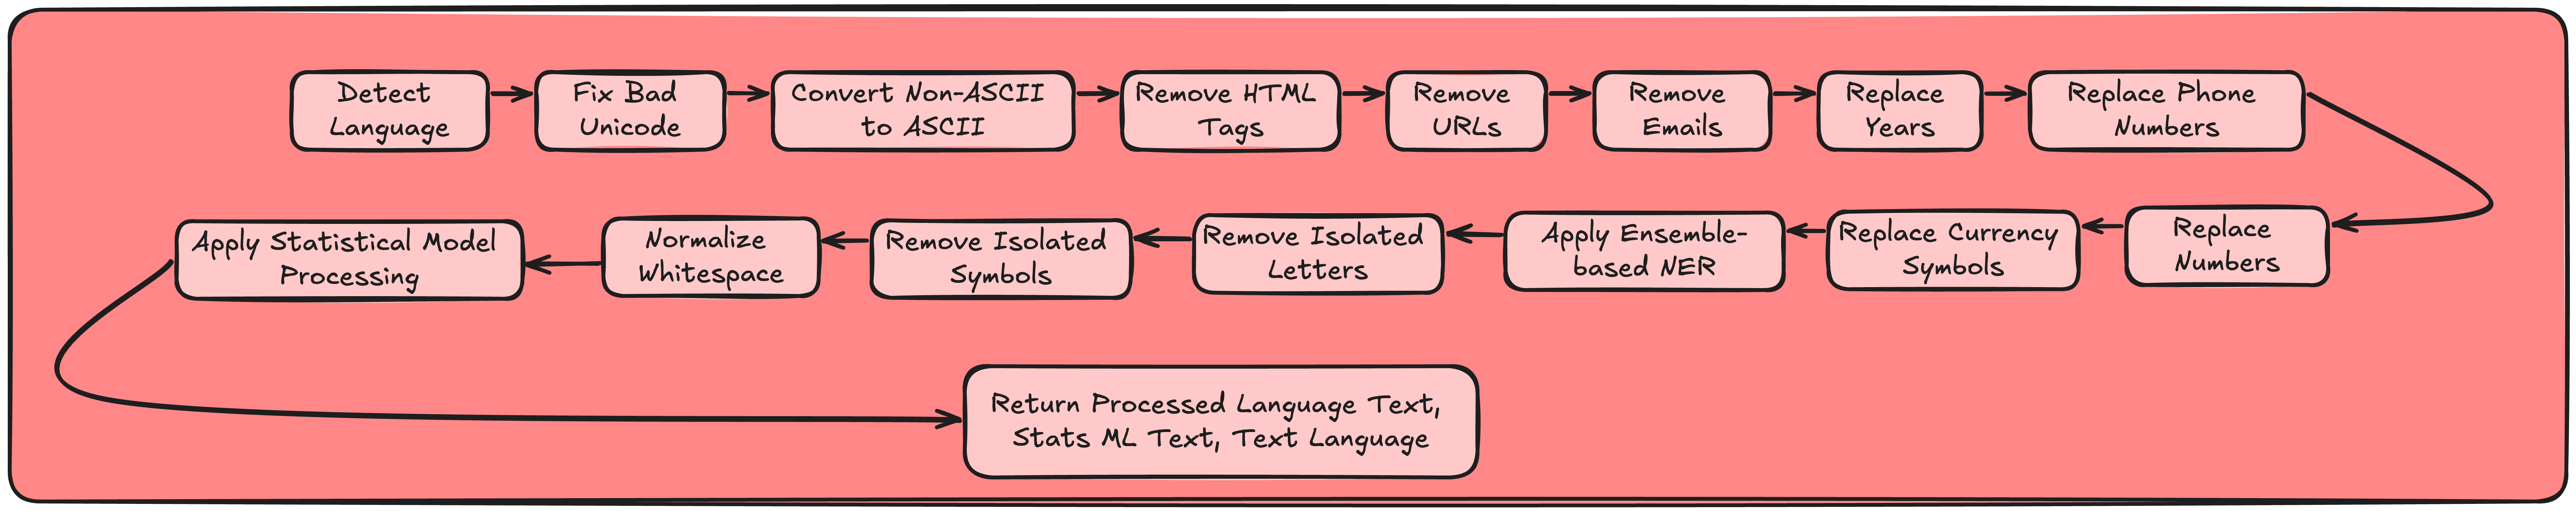 Detect
Language
Fix Bad
Unicode
Convert Non-ASCII
to ASCII
Remove HTML
Tags
Remove
URLs
Remove
Emails
Replace
Years
Replace Phone
Numbers
Replace
Numbers
Replace Currency
Symbols
Apply Ensemble-
based NER
Remove Isolated
Letters
Remove Isolated
Symbols
Normalize
Whitespace
Apply Statistical Model
Processing
Return Processed Language Text,
Stats ML Text, Text Language